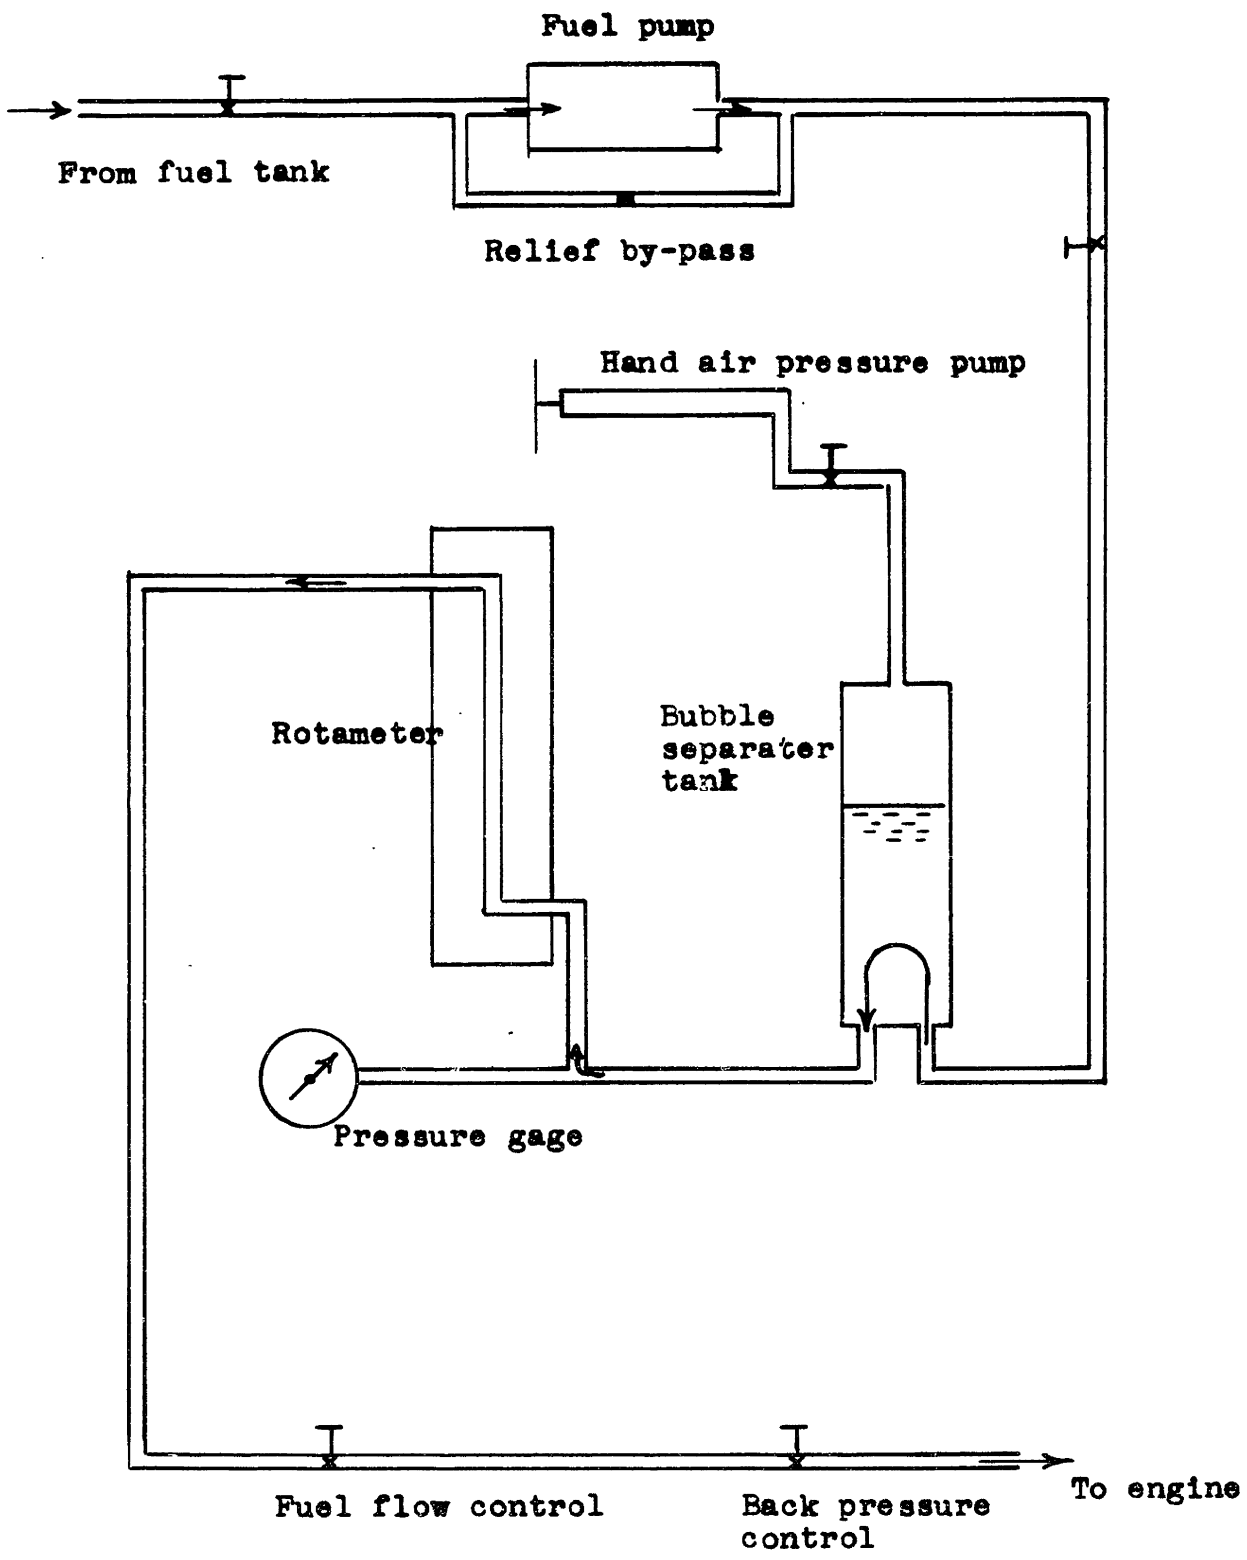 Fuel pump
From fuel tank
Relief by-pass
Hand air pressure pump
Rotameter
Bubble
separater
tank
Pressure gage
Fuel flow control
Back pressure
control
To engine